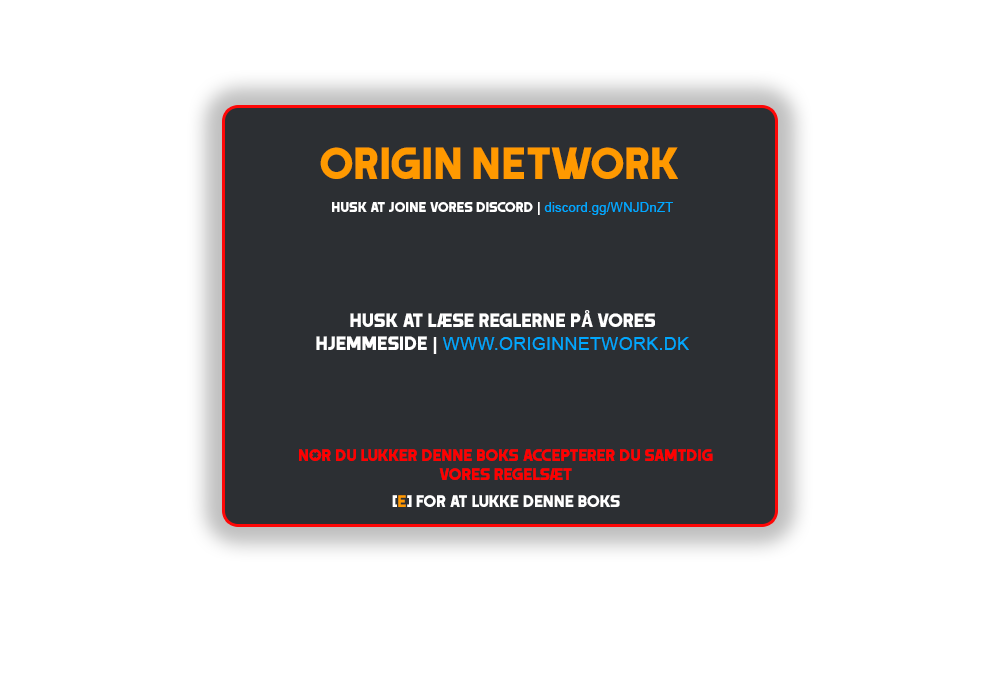 ORIGIN NETWORK
HUSK AT JOINE VORES DISCORD | discord.gg/WNJDnZT
HUSK AT LÆSE REGLERNE PÅ VORES
HJEMMESIDE | WWW.ORIGINNETWORK.DK
NOR DU LUKKER DENNE BOKS ACCEPTERER DU SAMTDIG
VORES REGELSÆT
[E] FOR AT LUKKE DENNE BOKS